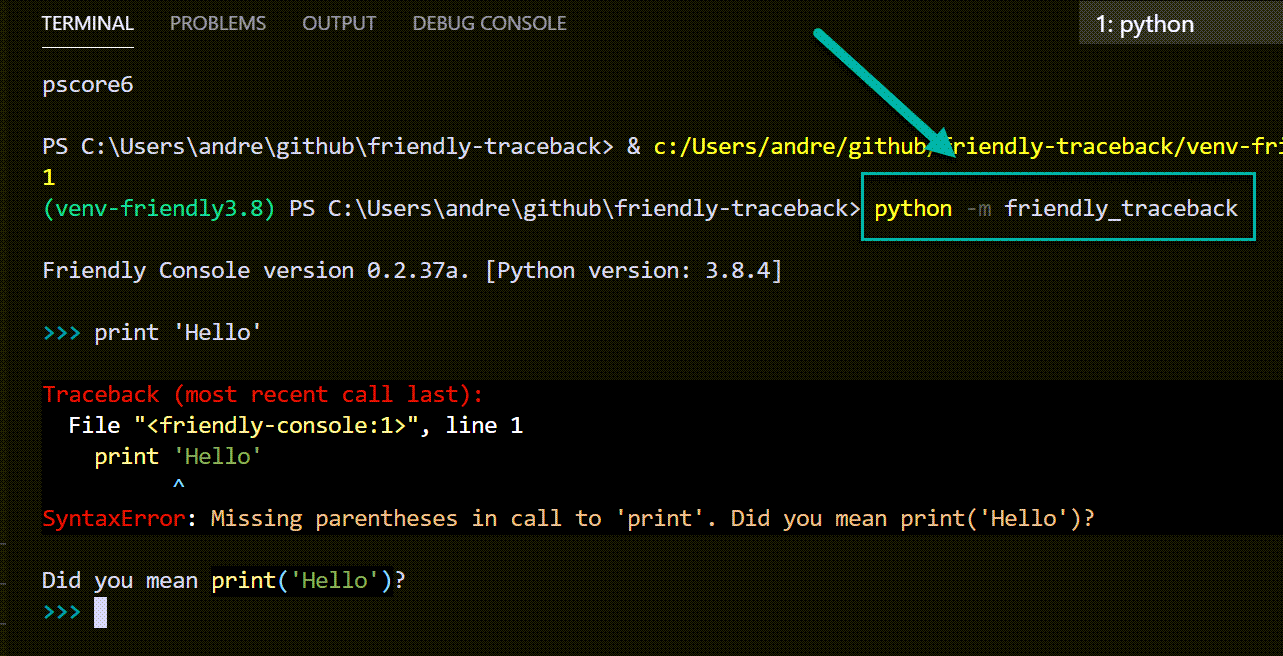 TERMINAL PROBLEMS OUTPUT DEBUG CONSOLE 1: python
pscore6
PS C:\Users\andre\github\friendly-traceback> & c:/Users/andre/github/friendly-traceback/venv-fri
1
(venv-friendly3.8) PS C:\Users\andre\github\friendly-traceback> python -m friendly_traceback
Friendly Console version 0.2.37a. [Python version: 3.8.4]
>>> print 'Hello'
Traceback (most recent call last):
  File "<friendly-console:1>", line 1
    print 'Hello'
          ^
SyntaxError: Missing parentheses in call to 'print'. Did you mean print('Hello')?
Did you mean print('Hello')?
>>>